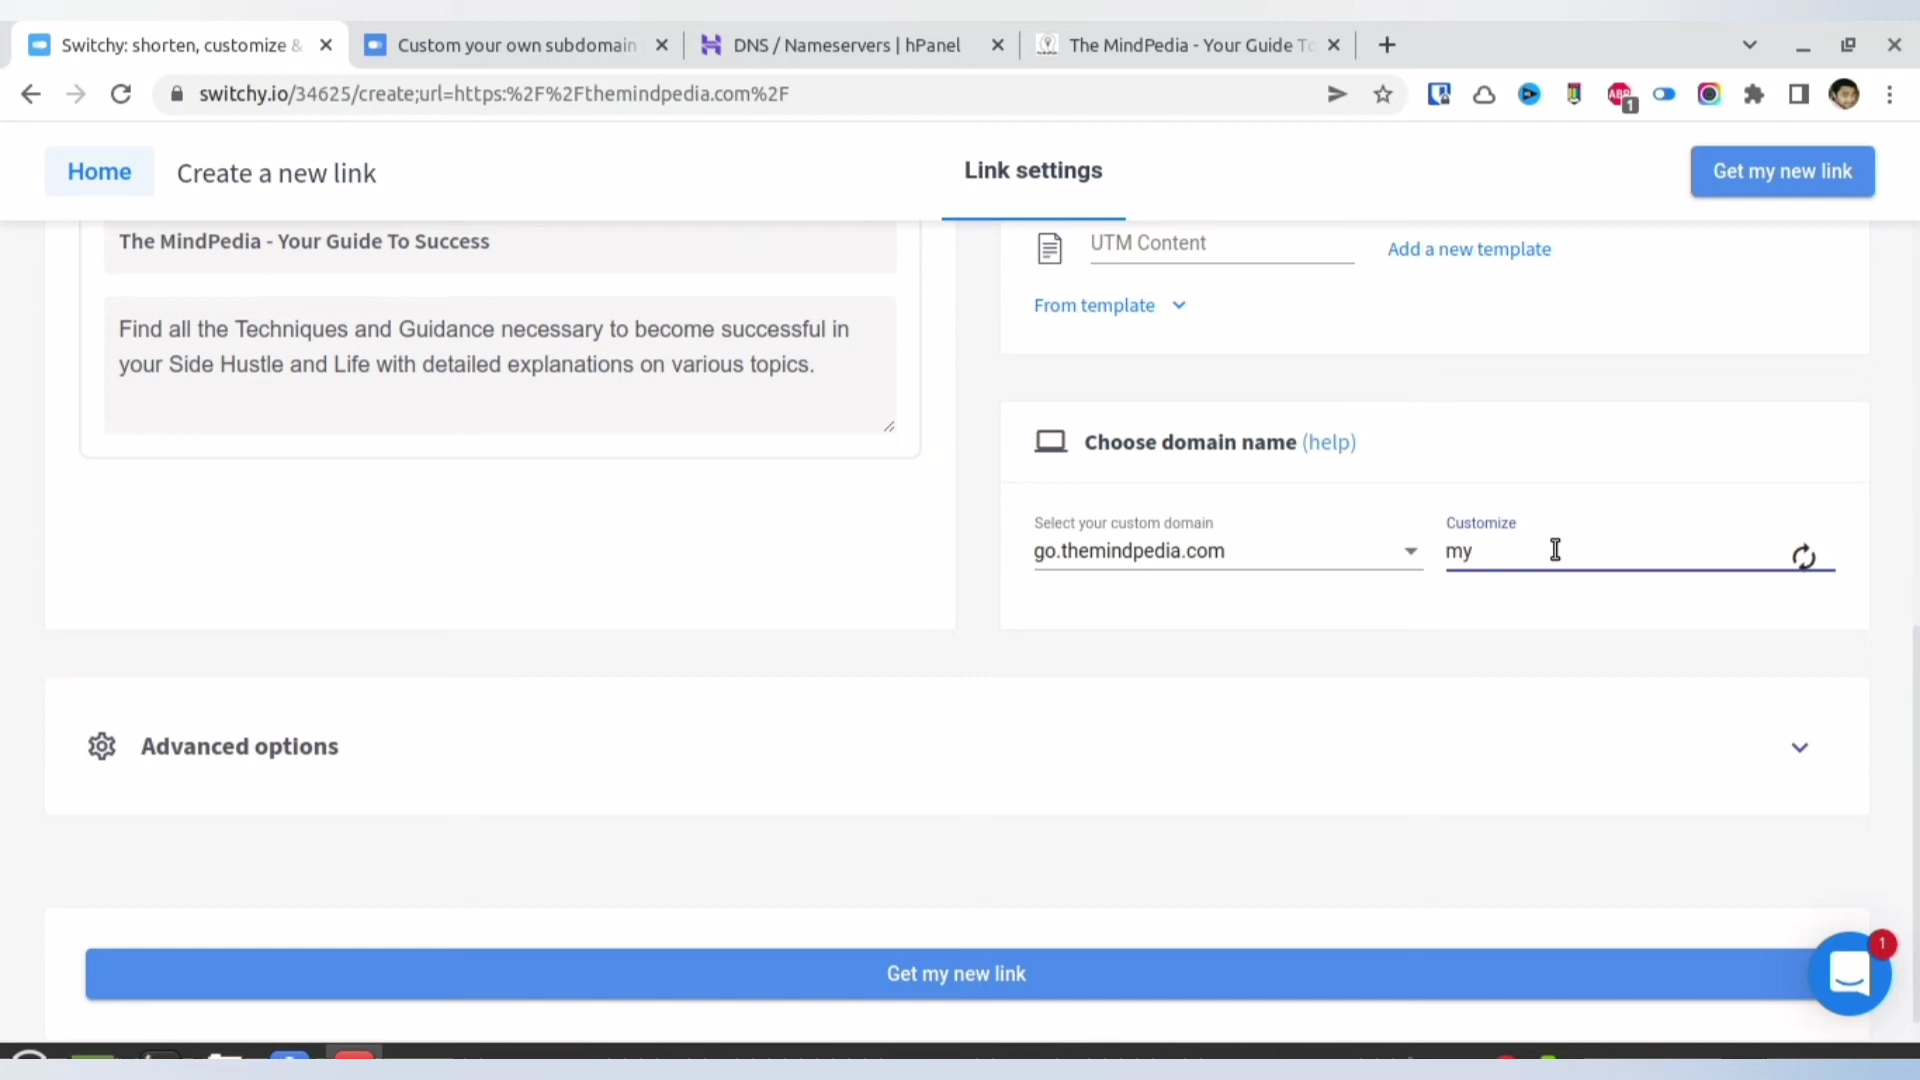 Switchy: shorten, customize &
Custom your own subdomain
DNS / Nameservers | hPanel
The MindPedia - Your Guide To
switchy.io/34625/create;url=https:%2F%2Fthemindpedia.com%2F
ABP
1
Home
Create a new link
Link settings
Get my new link
The MindPedia - Your Guide To Success
Find all the Techniques and Guidance necessary to become successful in
your Side Hustle and Life with detailed explanations on various topics.
UTM Content
Add a new template
From template
Choose domain name (help)
Select your custom domain
go.themindpedia.com
Customize
my
Advanced options
Get my new link
1